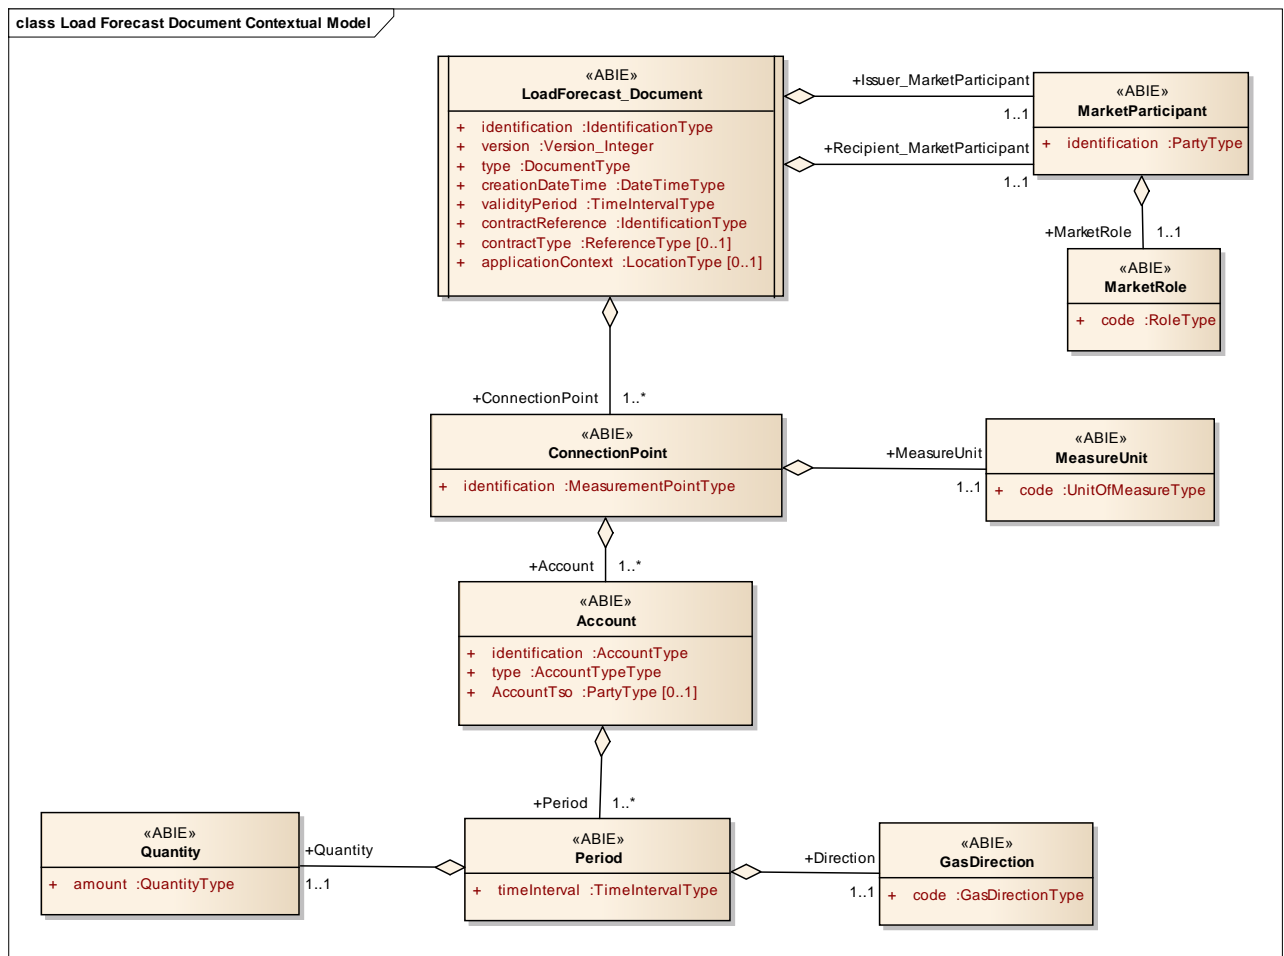 class Load Forecast Document Contextual Model
«ABIE»
LoadForecast_Document
+ identification :IdentificationType
+ version :Version_Integer
+ type :DocumentType
+ creationDateTime :DateTimeType
+ validityPeriod :TimeIntervalType
+ contractReference :IdentificationType
+ contractType :ReferenceType [0..1]
+ applicationContext :LocationType [0..1]
+Issuer_MarketParticipant
1..1
+Recipient_MarketParticipant
1..1
«ABIE»
MarketParticipant
+ identification :PartyType
+MarketRole 1..1
«ABIE»
MarketRole
+ code :RoleType
+ConnectionPoint 1..*
«ABIE»
ConnectionPoint
+ identification :MeasurementPointType
+MeasureUnit
1..1
«ABIE»
MeasureUnit
+ code :UnitOfMeasureType
+Account 1..*
«ABIE»
Account
+ identification :AccountType
+ type :AccountTypeType
+ AccountTso :PartyType [0..1]
+Period 1..*
«ABIE»
Quantity
+ amount :QuantityType
+Quantity
1..1
«ABIE»
Period
+ timeInterval :TimeIntervalType
+Direction
1..1
«ABIE»
GasDirection
+ code :GasDirectionType